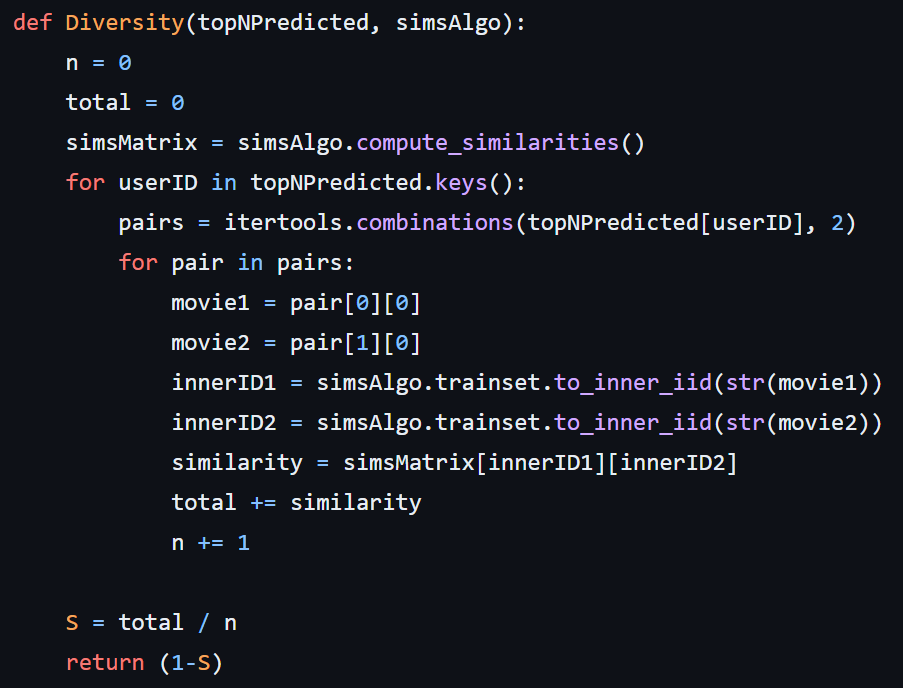 def Diversity(topNPredicted, simsAlgo):
    n = 0
    total = 0
    simsMatrix = simsAlgo.compute_similarities()
    for userID in topNPredicted.keys():
        pairs = itertools.combinations(topNPredicted[userID], 2)
        for pair in pairs:
            movie1 = pair[0][0]
            movie2 = pair[1][0]
            innerID1 = simsAlgo.trainset.to_inner_iid(str(movie1))
            innerID2 = simsAlgo.trainset.to_inner_iid(str(movie2))
            similarity = simsMatrix[innerID1][innerID2]
            total += similarity
            n += 1

    S = total / n
    return (1-S)